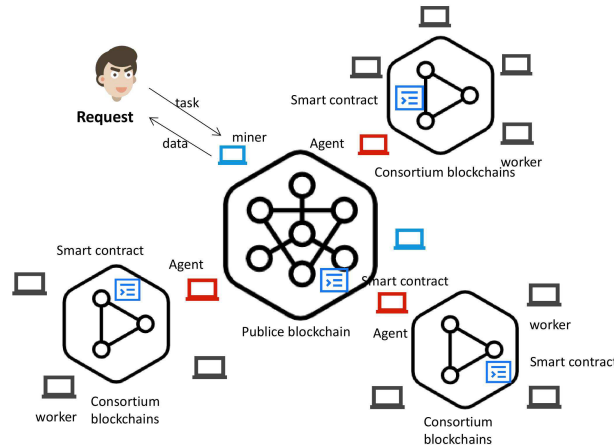 Smart contract
task
Request
miner
data
Agent
worker
Consortium blockchains
Smart contract
Agent
Smart contract
Publice blockchain
Agent
worker
Smart contract
Consortium
blockchains
worker
Consortium
blockchains